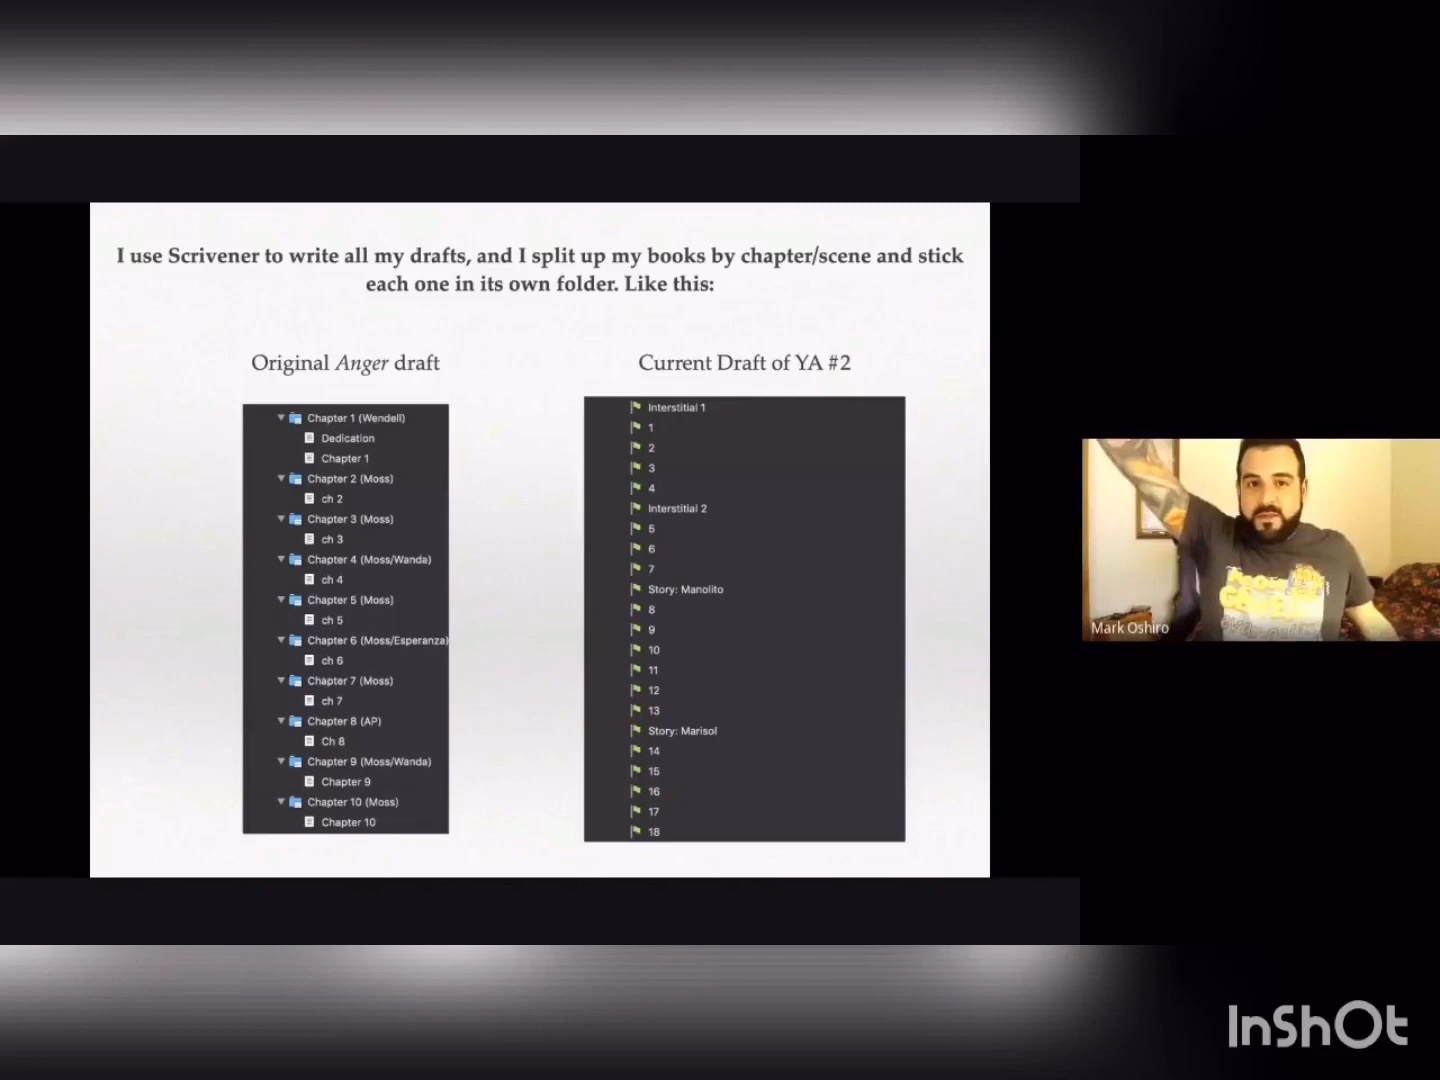 I use Scrivener to write all my drafts, and I split up my books by chapter/scene and stick
each one in its own folder. Like this:
Original Anger draft
Chapter 1 (Wendell)
Dedication
Chapter 1
Chapter 2 (Moss)
ch 2
Chapter 3 (Moss)
ch 3
Chapter 4 (Moss/Wanda)
ch 4
Chapter 5 (Moss)
ch 5
Chapter 6 (Moss/Esperanza)
ch 6
Chapter 7 (Moss)
ch 7
Chapter 8 (AP)
Ch 8
Chapter 9 (Moss/Wanda)
Chapter 9
Chapter 10 (Moss)
Chapter 10
Current Draft of YA #2
Interstitial 1
1
2
3
4
Interstitial 2
5
6
7
Story: Manolito
8
9
10
11
12
13
Story: Marisol
14
15
16
17
18
Mark Oshiro
InShOt